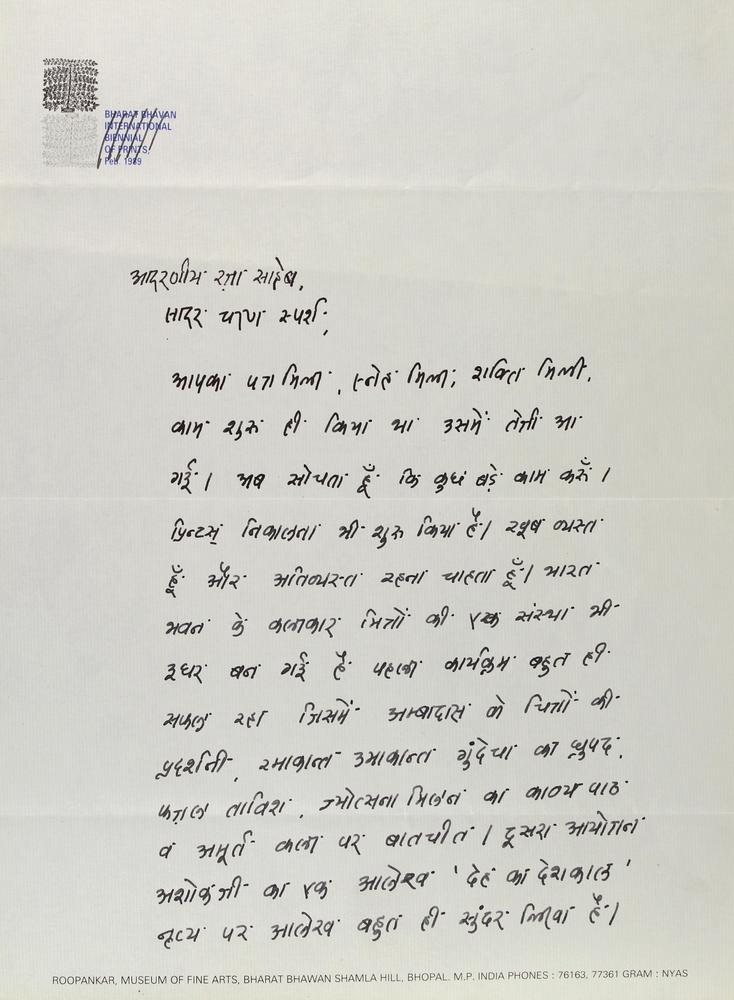 BHARAT BHAVAN
INTERNATIONAL
BIENNIAL
OF PRINTS,
Feb. 1989
आदरणीय रज़ा साहेब,
सादर चरण स्पर्श,
आपका पत्र मिला, स्नेह मिला, शक्ति मिली,
काम शुरू ही किया था उसमें तेज़ी आ
गई। अब सोचता हूँ कि कुछ बड़े काम करूँ।
प्रिन्टस् निकालना भी शुरू किया है। खूब व्यस्त
हूँ और अतिव्यस्त रहना चाहता हूँ। भारत
भवन के कलाकार मित्रों की एक संस्था भी
इधर बन गई है पहला कार्यक्रम बहुत ही
सफल रहा जिसमें अम्बादास के चित्रों की
प्रदर्शनी, रमाकान्त उमाकान्त गुंदेचा का ध्रुपद,
फज़ल ताबिश, ज्योत्सना मिलन का काव्य पाठ
व अमूर्त कला पर बातचीत। दूसरा आयोजन
अशोक जी का एक आलेख 'देह का देशकाल'
नृत्य पर आलेख बहुत ही सुंदर लिखा है।
ROOPANKAR, MUSEUM OF FINE ARTS, BHARAT BHAWAN SHAMLA HILL, BHOPAL. M.P. INDIA PHONES : 76163, 77361 GRAM : NYAS